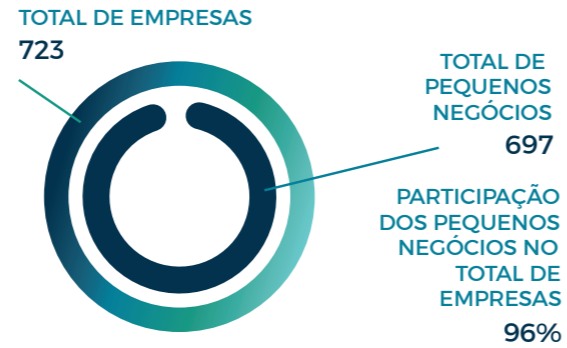 TOTAL DE EMPRESAS
723
TOTAL DE
PEQUENOS
NEGÓCIOS
697
PARTICIPAÇÃO
DOS PEQUENOS
NEGÓCIOS NO
TOTAL DE
EMPRESAS
96%